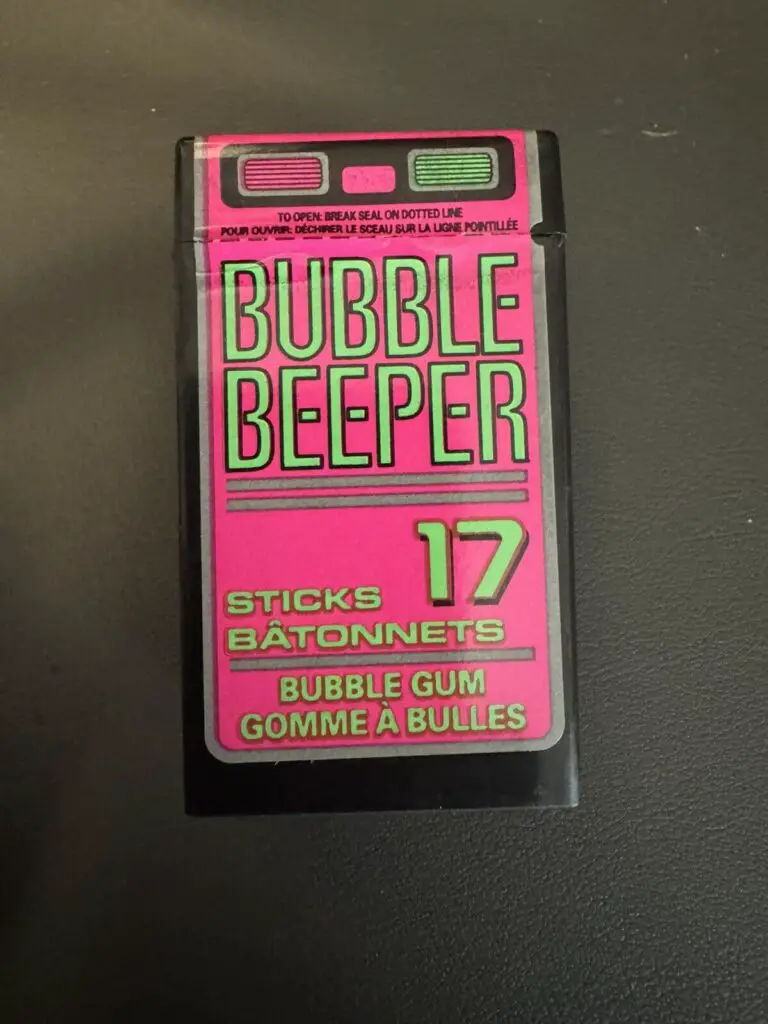 TO OPEN: BREAK SEAL ON DOTTED LINE
POUR OUVRIR: DÉCHIRER LE SCEAU SUR LA LIGNE POINTILLÉE
BUBBLE
BEEPER
17
STICKS
BÂTONNETS
BUBBLE GUM
GOMME À BULLES